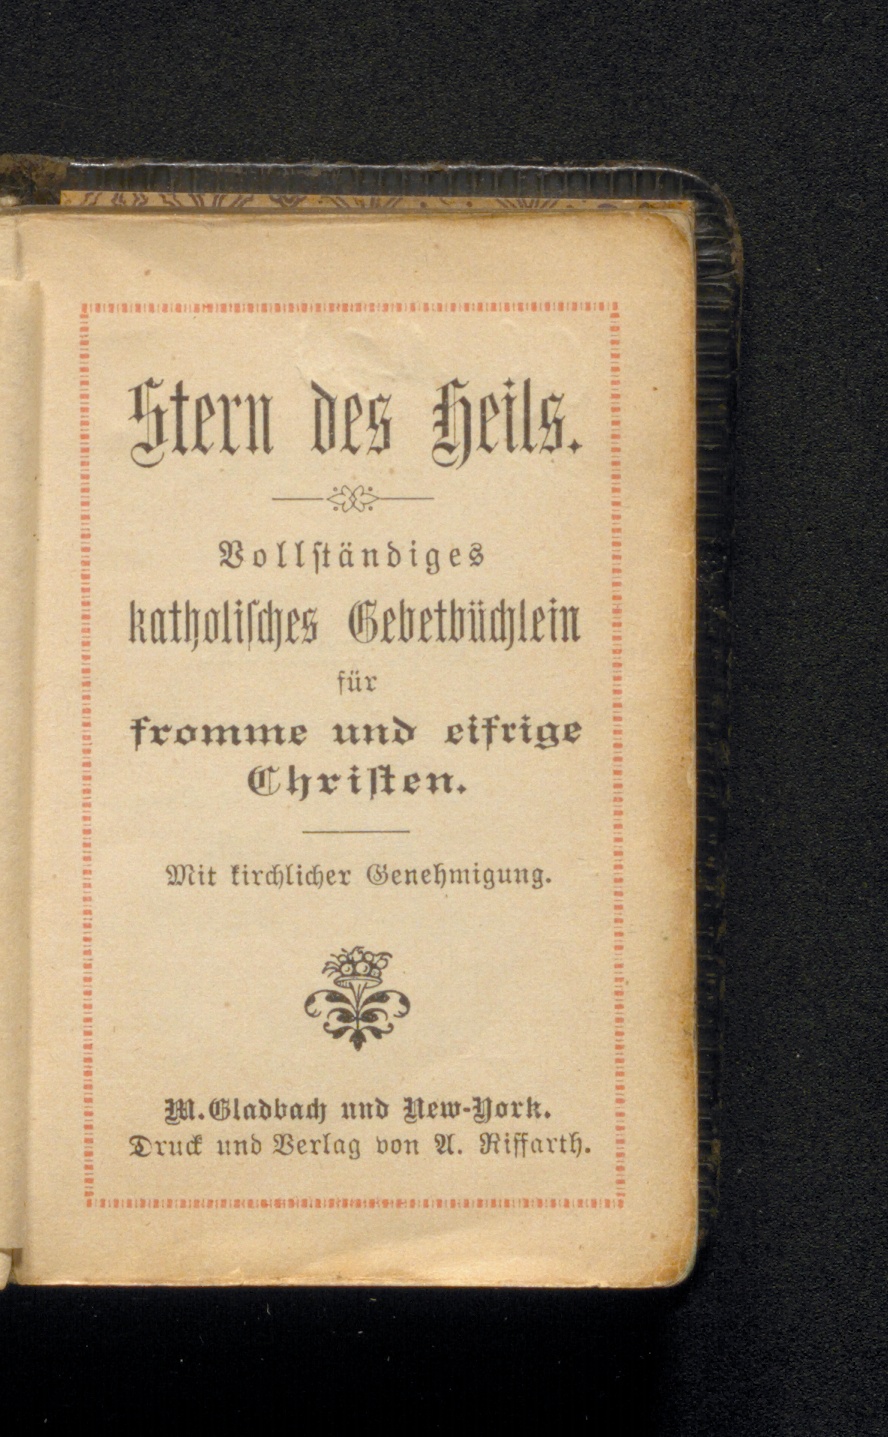 Stern des Heils.
Vollständiges
katholisches Gebetbüchlein
für
fromme und eifrige
Christen.
Mit kirchlicher Genehmigung.
M. Gladbach und New-York.
Druck und Verlag von A. Riffarth.